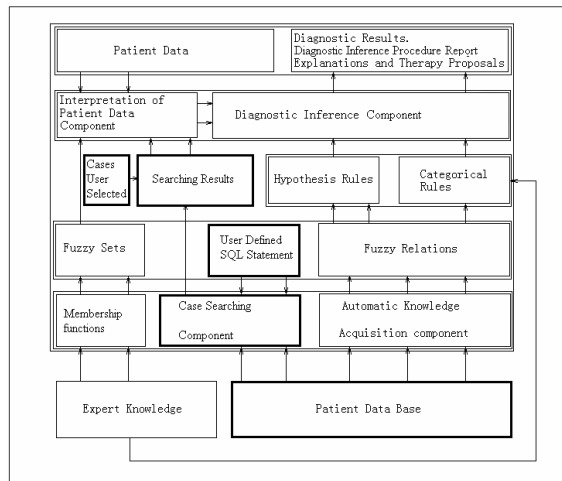 Patient Data
Diagnostic Results.
Diagnostic Inference Procedure Report
Explanations and Therapy Proposals
Interpretation of
Patient Data
Component
Diagnostic Inference Component
Cases
User
Selected
Searching Results
Hypothesis Rules
Categorical
Rules
Fuzzy Sets
User Defined
SQL Statement
Fuzzy Relations
Membership
functions
Case Searching
Component
Automatic Knowledge
Acquisition component
Expert Knowledge
Patient Data Base